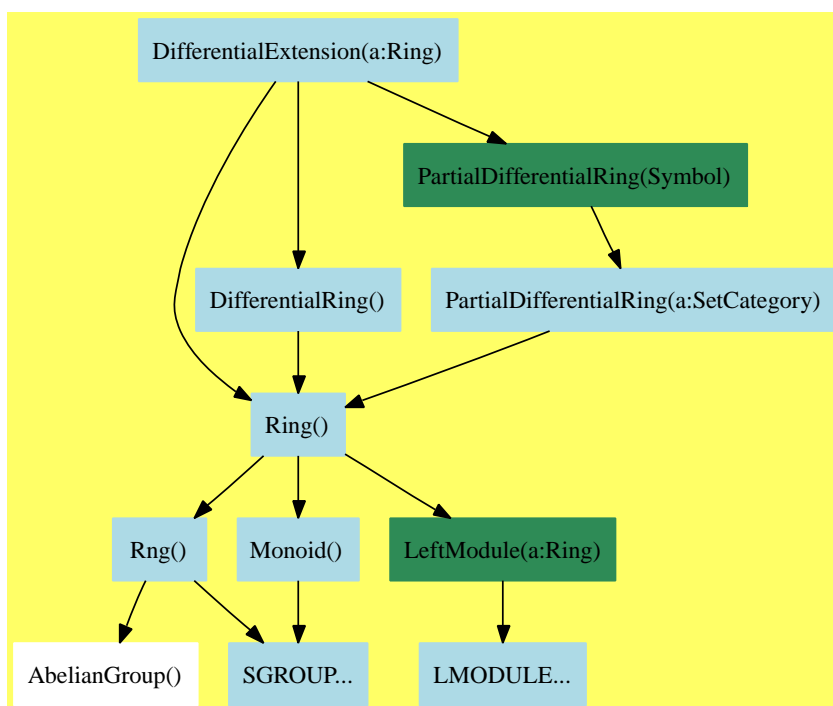 DifferentialExtension(a:Ring)
PartialDifferentialRing(Symbol)
DifferentialRing()
PartialDifferentialRing(a:SetCategory)
Ring()
Rng()
Monoid()
LeftModule(a:Ring)
AbelianGroup()
SGROUP...
LMODULE...